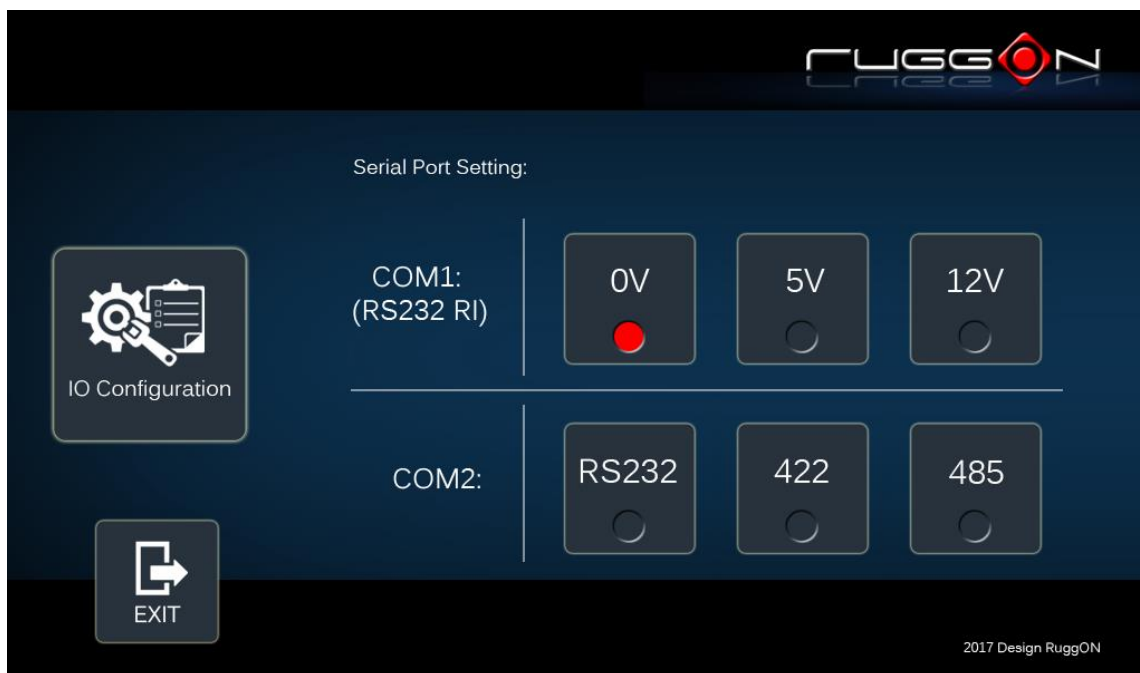 ruggON
Serial Port Setting:
COM1:
(RS232 RI)
0V
5V
12V
IO Configuration
COM2:
RS232
422
485
EXIT
2017 Design RuggON